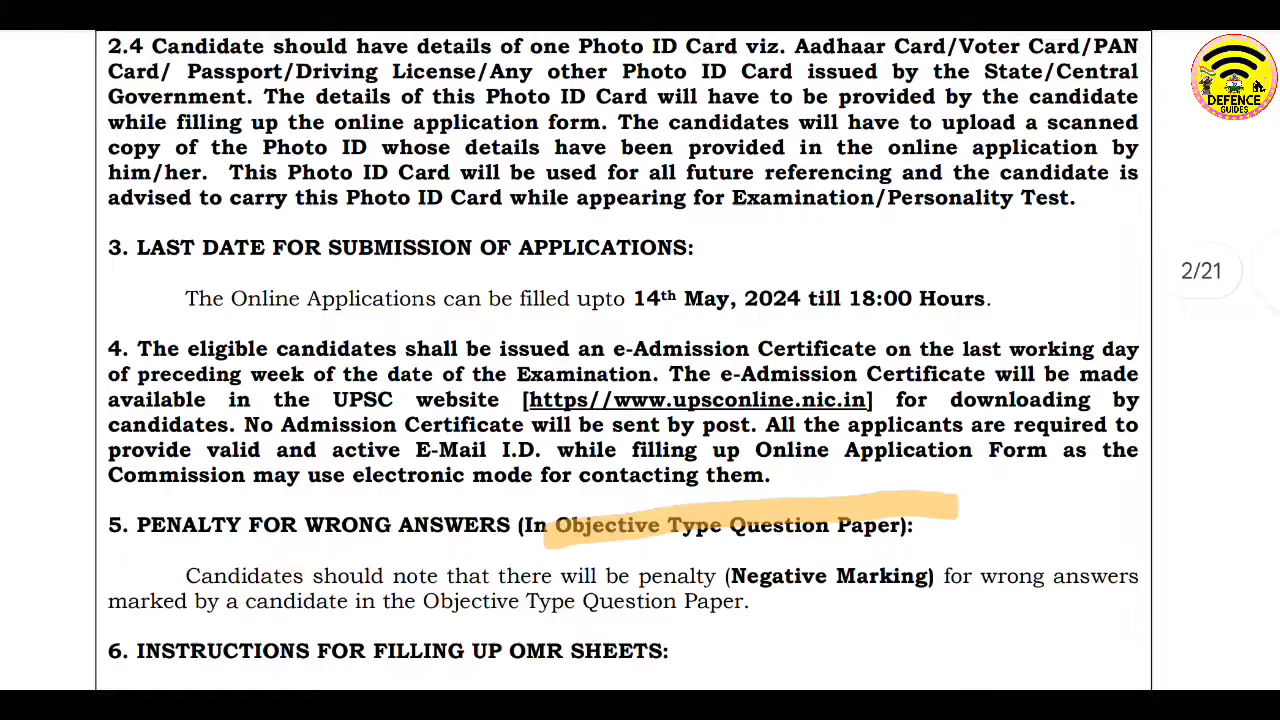 2.4 Candidate should have details of one Photo ID Card viz. Aadhaar Card/Voter Card/PAN
Card/ Passport/Driving License/Any other Photo ID Card issued by the State/Central
Government. The details of this Photo ID Card will have to be provided by the candidate
while filling up the online application form. The candidates will have to upload a scanned
copy of the Photo ID whose details have been provided in the online application by
him/her. This Photo ID Card will be used for all future referencing and the candidate is
advised to carry this Photo ID Card while appearing for Examination/Personality Test.
3. LAST DATE FOR SUBMISSION OF APPLICATIONS:
The Online Applications can be filled upto 14th May, 2024 till 18:00 Hours.
4. The eligible candidates shall be issued an e-Admission Certificate on the last working day
of preceding week of the date of the Examination. The e-Admission Certificate will be made
available in the UPSC website [https//www.upsconline.nic.in] for downloading by
candidates. No Admission Certificate will be sent by post. All the applicants are required to
provide valid and active E-Mail I.D. while filling up Online Application Form as the
Commission may use electronic mode for contacting them.
5. PENALTY FOR WRONG ANSWERS (In Objective Type Question Paper):
Candidates should note that there will be penalty (Negative Marking) for wrong answers
marked by a candidate in the Objective Type Question Paper.
6. INSTRUCTIONS FOR FILLING UP OMR SHEETS:
2/21
DEFENCE
GUIDES